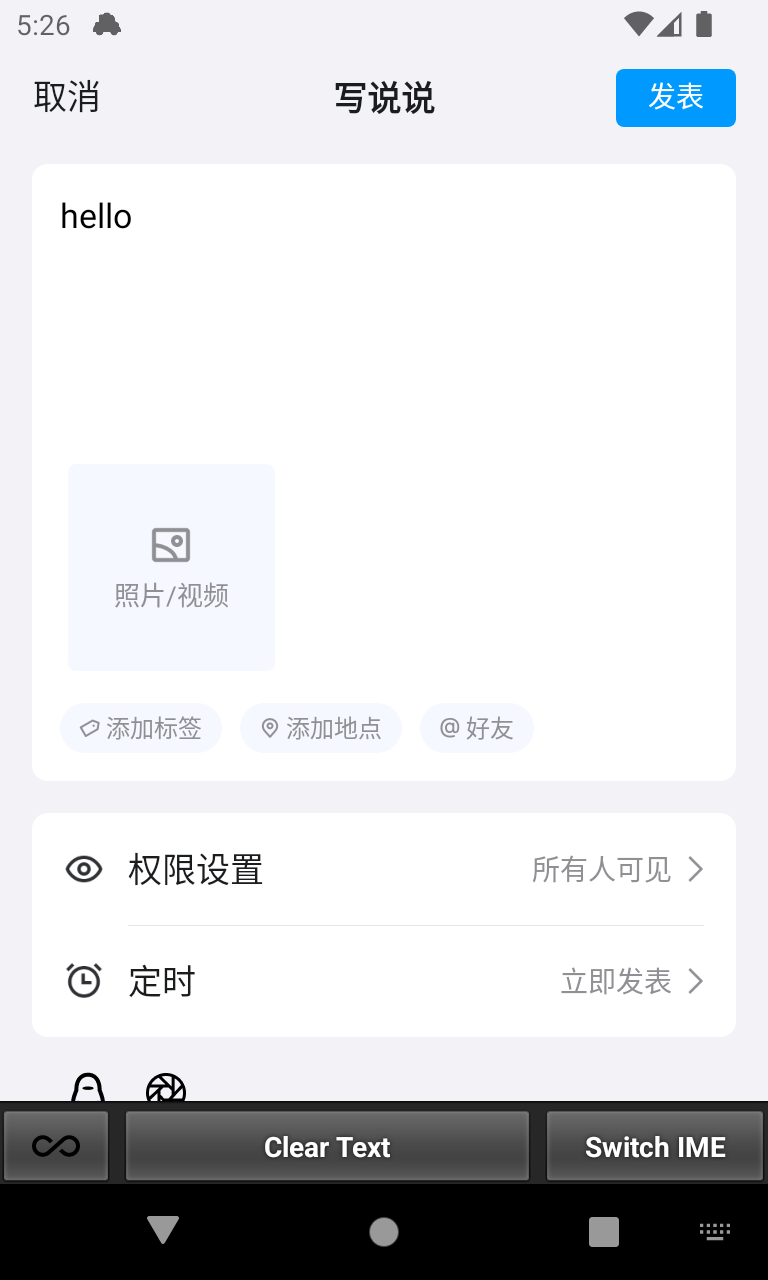 5:26
取消 写说说 发表
hello
照片/视频
添加标签 添加地点 @好友
权限设置 所有人可见
定时 立即发表
Clear Text Switch IME